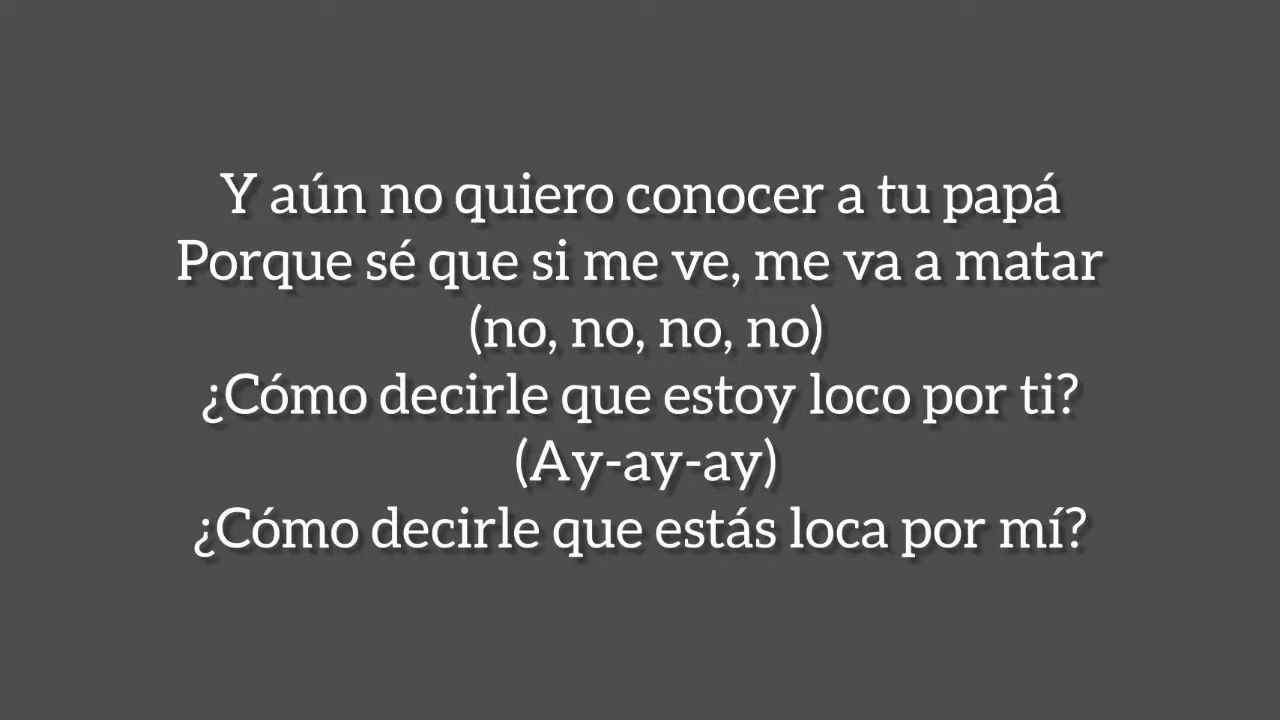 Y aún no quiero conocer a tu papá
Porque sé que si me ve, me va a matar
(no, no, no, no)
¿Cómo decirle que estoy loco por ti?
(Ay-ay-ay)
¿Cómo decirle que estás loca por mí?